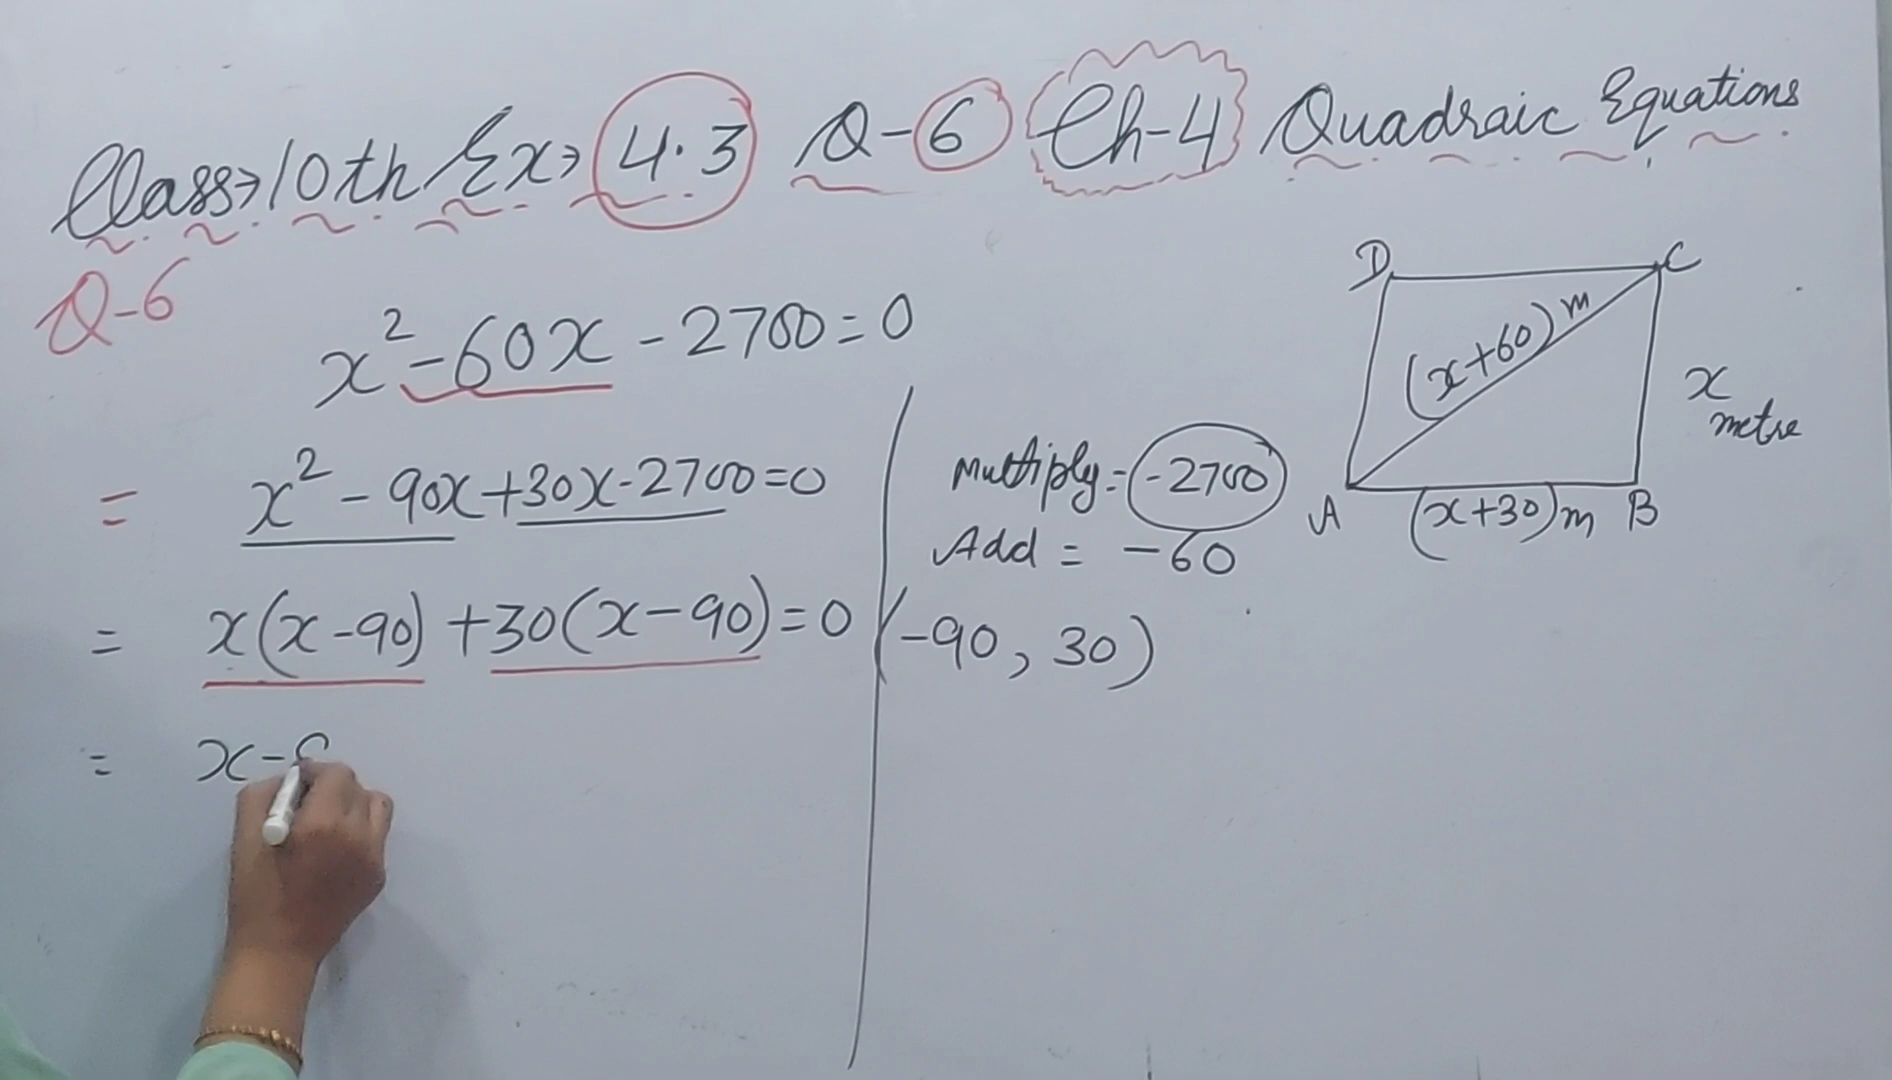 Class→10th Ex→ 4.3 Q-6 Ch-4 Quadraic Equations
Q-6
x²-60x-2700=0
= x²-90x+30x-2700=0
= x(x-90)+30(x-90)=0
= x-
Multiply=-2700
Add = -60
(-90, 30)
D
C
(x+60)m
x
metre
A
(x+30)m
B